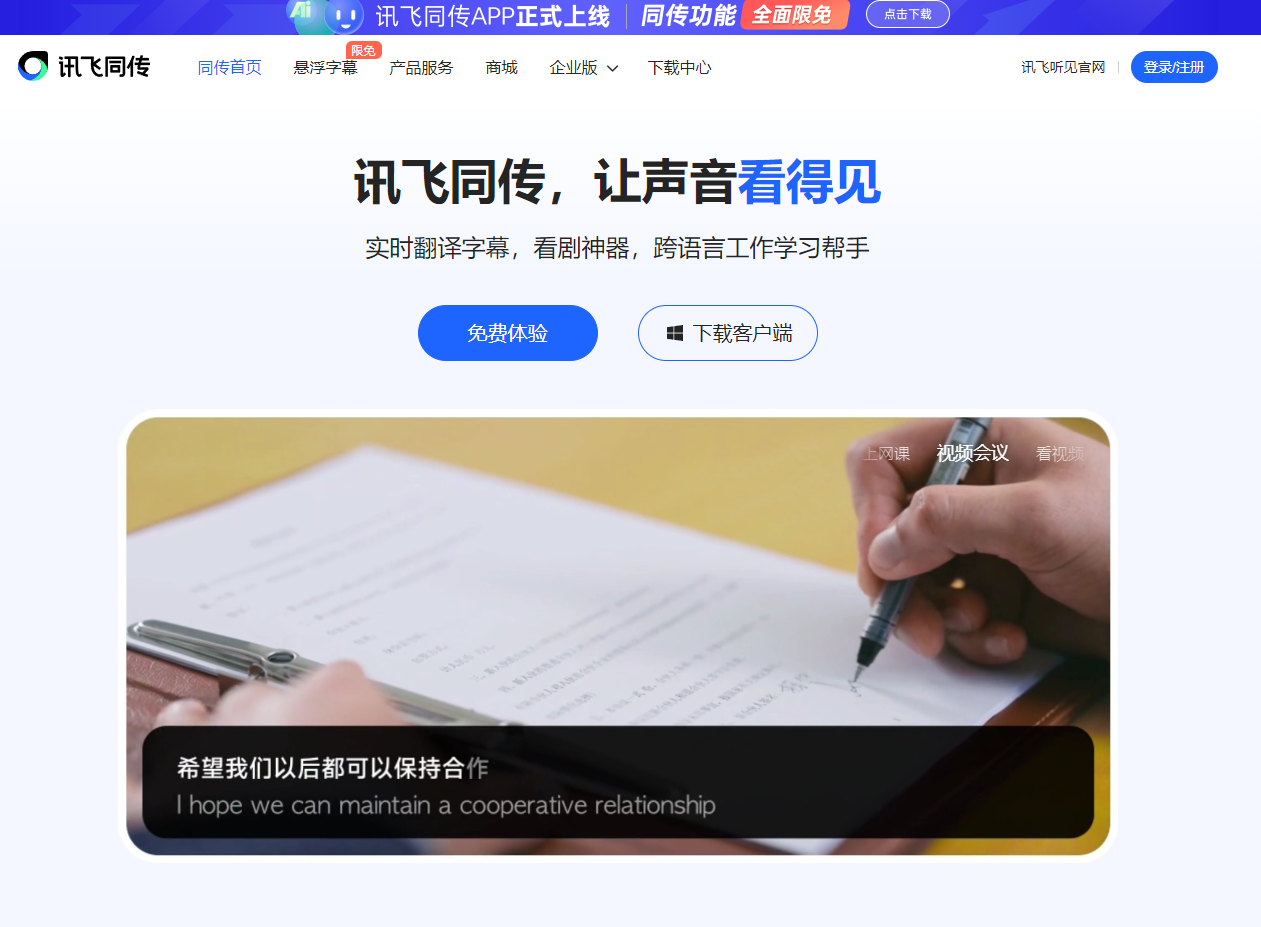 Ai 讯飞同传APP正式上线 同传功能 全面限免 点击下载
限免
讯飞同传 同传首页 悬浮字幕 产品服务 商城 企业版 下载中心 讯飞听见官网 登录/注册
讯飞同传，让声音看得见
实时翻译字幕，看剧神器，跨语言工作学习帮手
免费体验 下载客户端
上网课 视频会议 看视频
希望我们以后都可以保持合作
I hope we can maintain a cooperative relationship